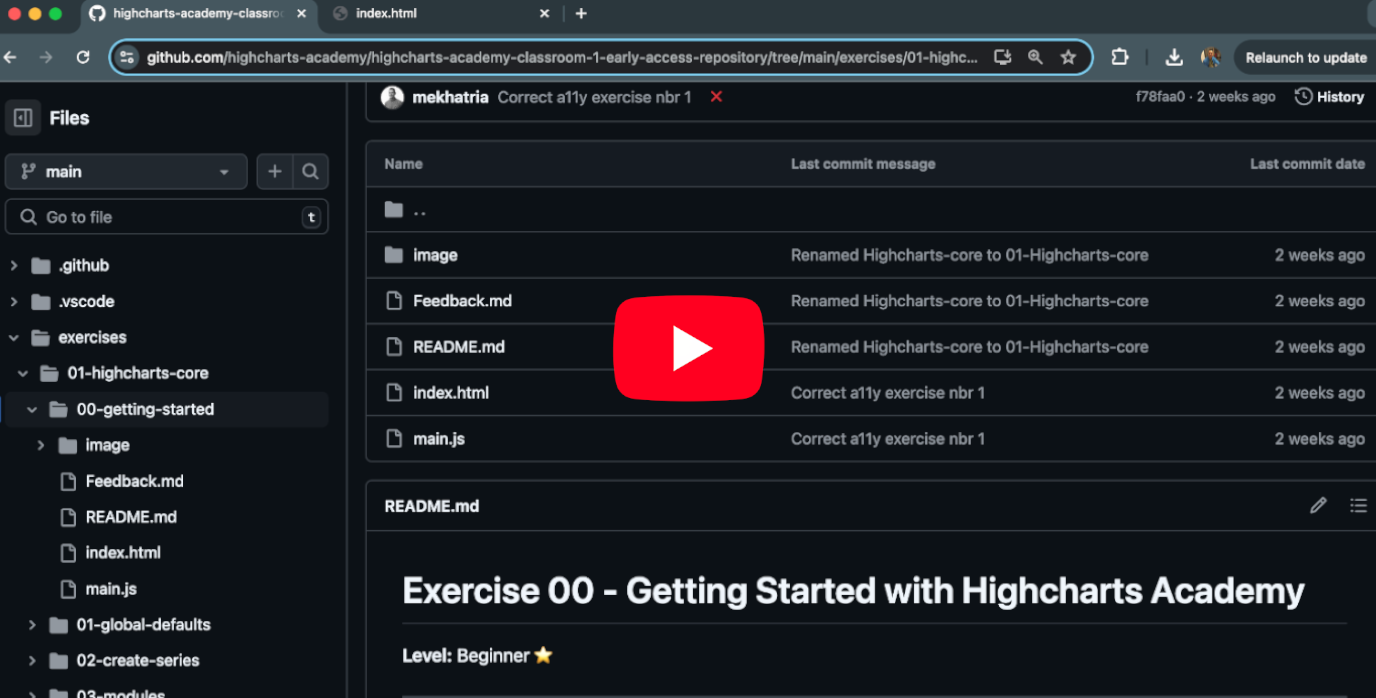 highcharts-academy-classroo
index.html
github.com/highcharts-academy/highcharts-academy-classroom-1-early-access-repository/tree/main/exercises/01-highc...
Relaunch to update
Files
mekhatria Correct a11y exercise nbr 1
f78faa0 · 2 weeks ago
History
main
Name
Last commit message
Last commit date
Go to file
t
..
.github
image
Renamed Highcharts-core to 01-Highcharts-core
2 weeks ago
.vscode
Feedback.md
Renamed Highcharts-core to 01-Highcharts-core
2 weeks ago
exercises
README.md
Renamed Highcharts-core to 01-Highcharts-core
2 weeks ago
01-highcharts-core
index.html
Correct a11y exercise nbr 1
2 weeks ago
00-getting-started
main.js
Correct a11y exercise nbr 1
2 weeks ago
image
Feedback.md
README.md
index.html
main.js
01-global-defaults
02-create-series
03-modules
README.md
Exercise 00 - Getting Started with Highcharts Academy
Level: Beginner ⭐